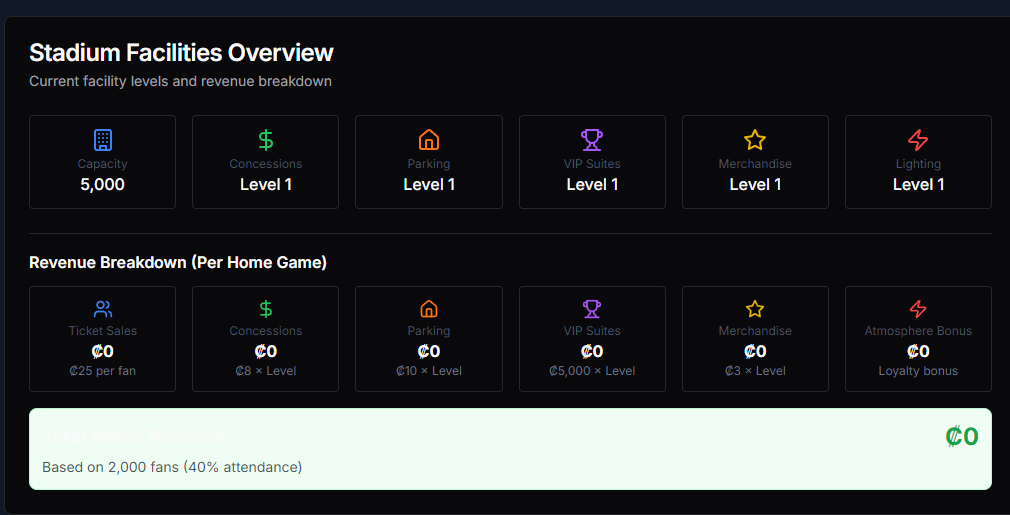 Stadium Facilities Overview
Current facility levels and revenue breakdown
Capacity
5,000
Concessions
Level 1
Parking
Level 1
VIP Suites
Level 1
Merchandise
Level 1
Lighting
Level 1
Revenue Breakdown (Per Home Game)
Ticket Sales
₡0
₡25 per fan
Concessions
₡0
₡8 × Level
Parking
₡0
₡10 × Level
VIP Suites
₡0
₡5,000 × Level
Merchandise
₡0
₡3 × Level
Atmosphere Bonus
₡0
Loyalty bonus
₡0
Based on 2,000 fans (40% attendance)